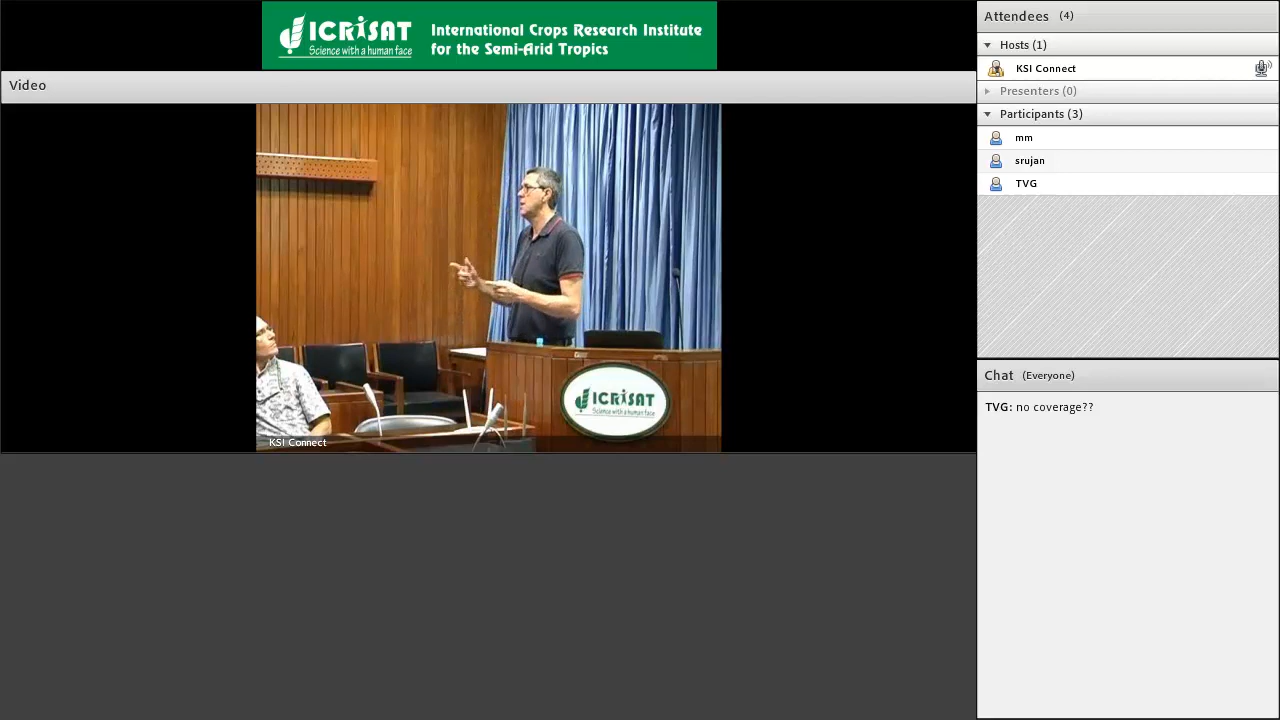 ICRISAT
Science with a human face
International Crops Research Institute
for the Semi-Arid Tropics
Video
ICRISAT
Science with a human face
KSI Connect
Attendees (4)
Hosts (1)
KSI Connect
Presenters (0)
Participants (3)
mm
srujan
TVG
Chat (Everyone)
TVG: no coverage??